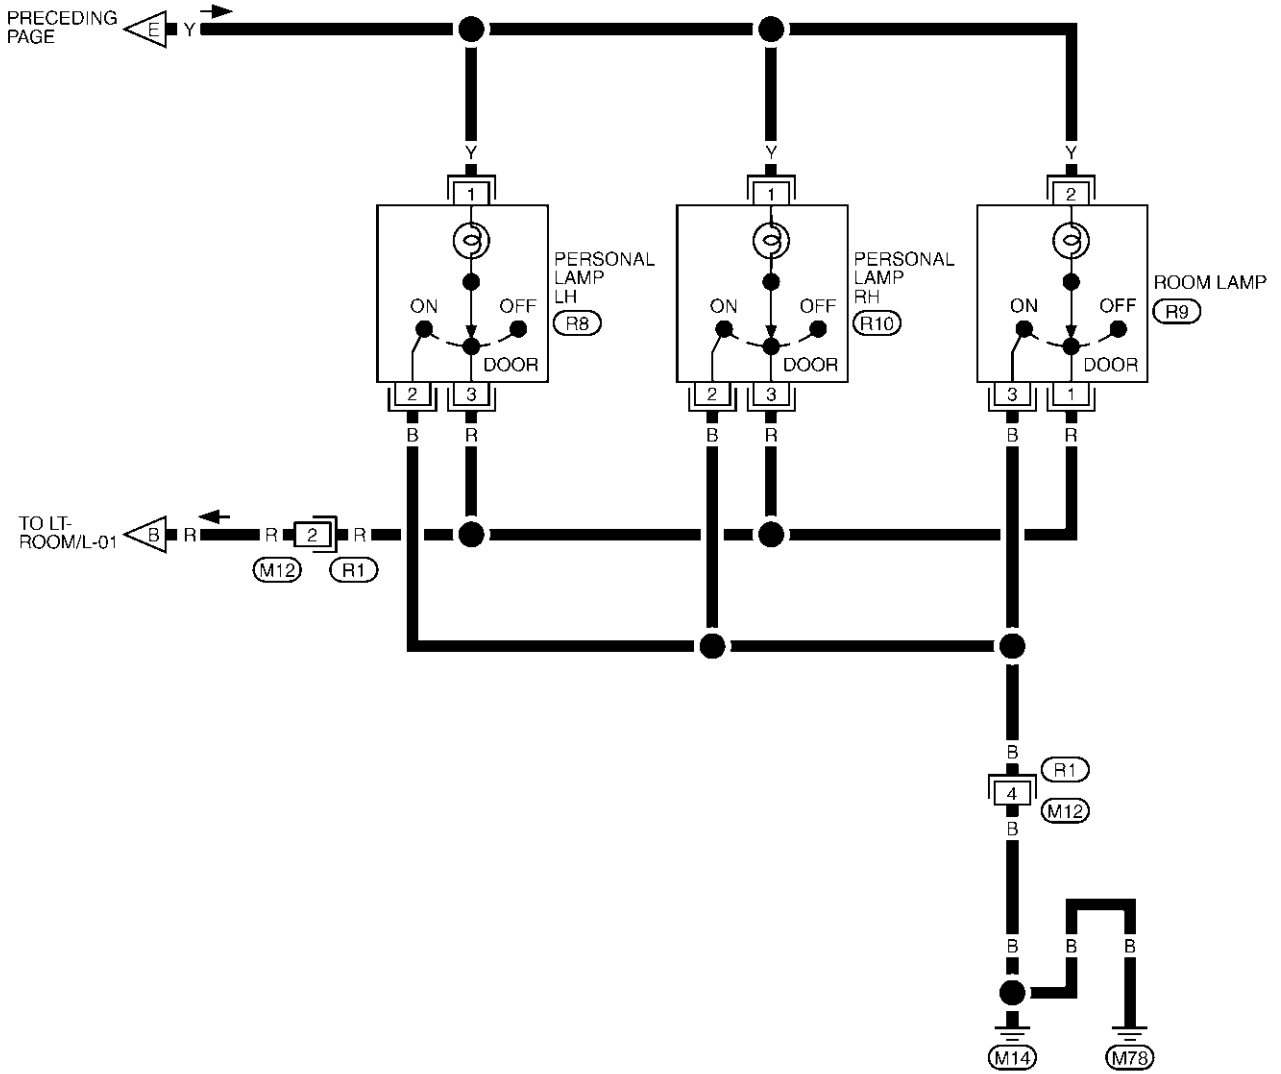 PRECEDING
PAGE
E Y
Y Y Y
1 1 2
PERSONAL
LAMP
LH
R8
PERSONAL
LAMP
RH
R10
ROOM LAMP
R9
ON OFF ON OFF ON OFF
DOOR DOOR DOOR
2 3 2 3 3 1
B R B R B R
TO LT-
ROOM/L-01
B R R 2 R
M12 R1
B
R1
4
M12
B
B B B
M14 M78